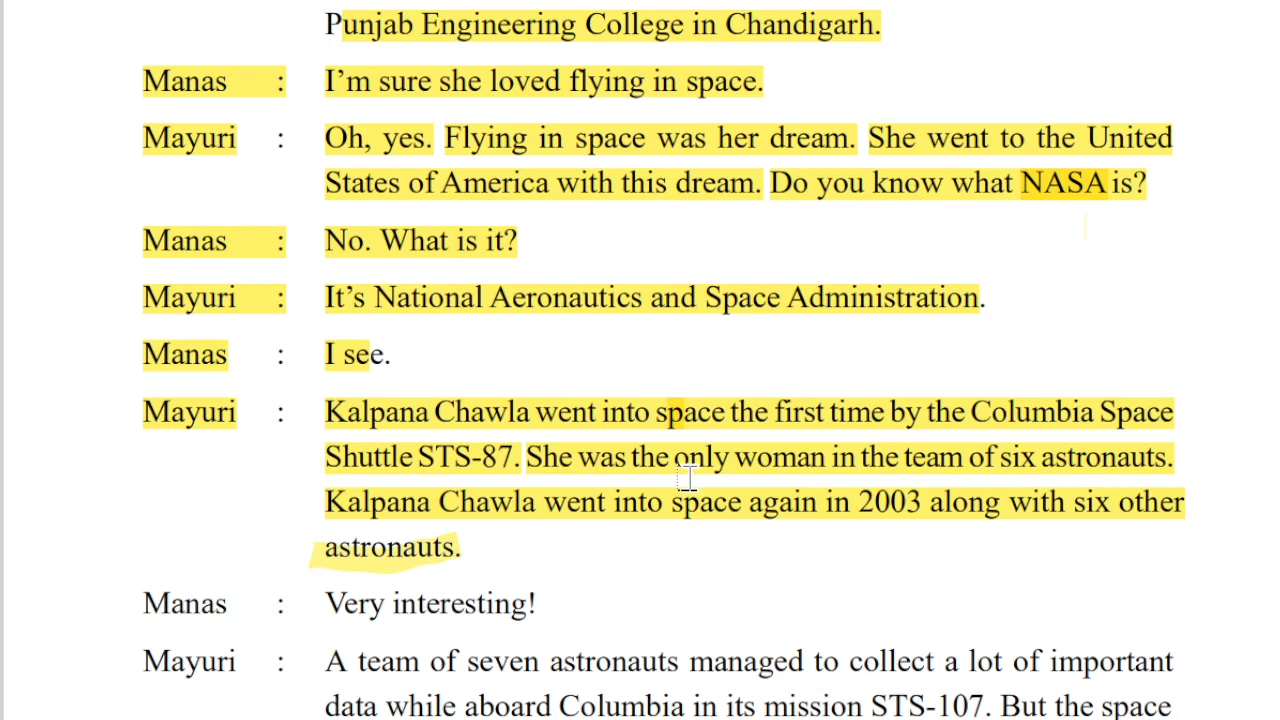 Punjab Engineering College in Chandigarh.
Manas : I’m sure she loved flying in space.
Mayuri : Oh, yes. Flying in space was her dream. She went to the United
States of America with this dream. Do you know what NASA is?
Manas : No. What is it?
Mayuri : It’s National Aeronautics and Space Administration.
Manas : I see.
Mayuri : Kalpana Chawla went into space the first time by the Columbia Space
Shuttle STS-87. She was the only woman in the team of six astronauts.
Kalpana Chawla went into space again in 2003 along with six other
astronauts.
Manas : Very interesting!
Mayuri : A team of seven astronauts managed to collect a lot of important
data while aboard Columbia in its mission STS-107. But the space